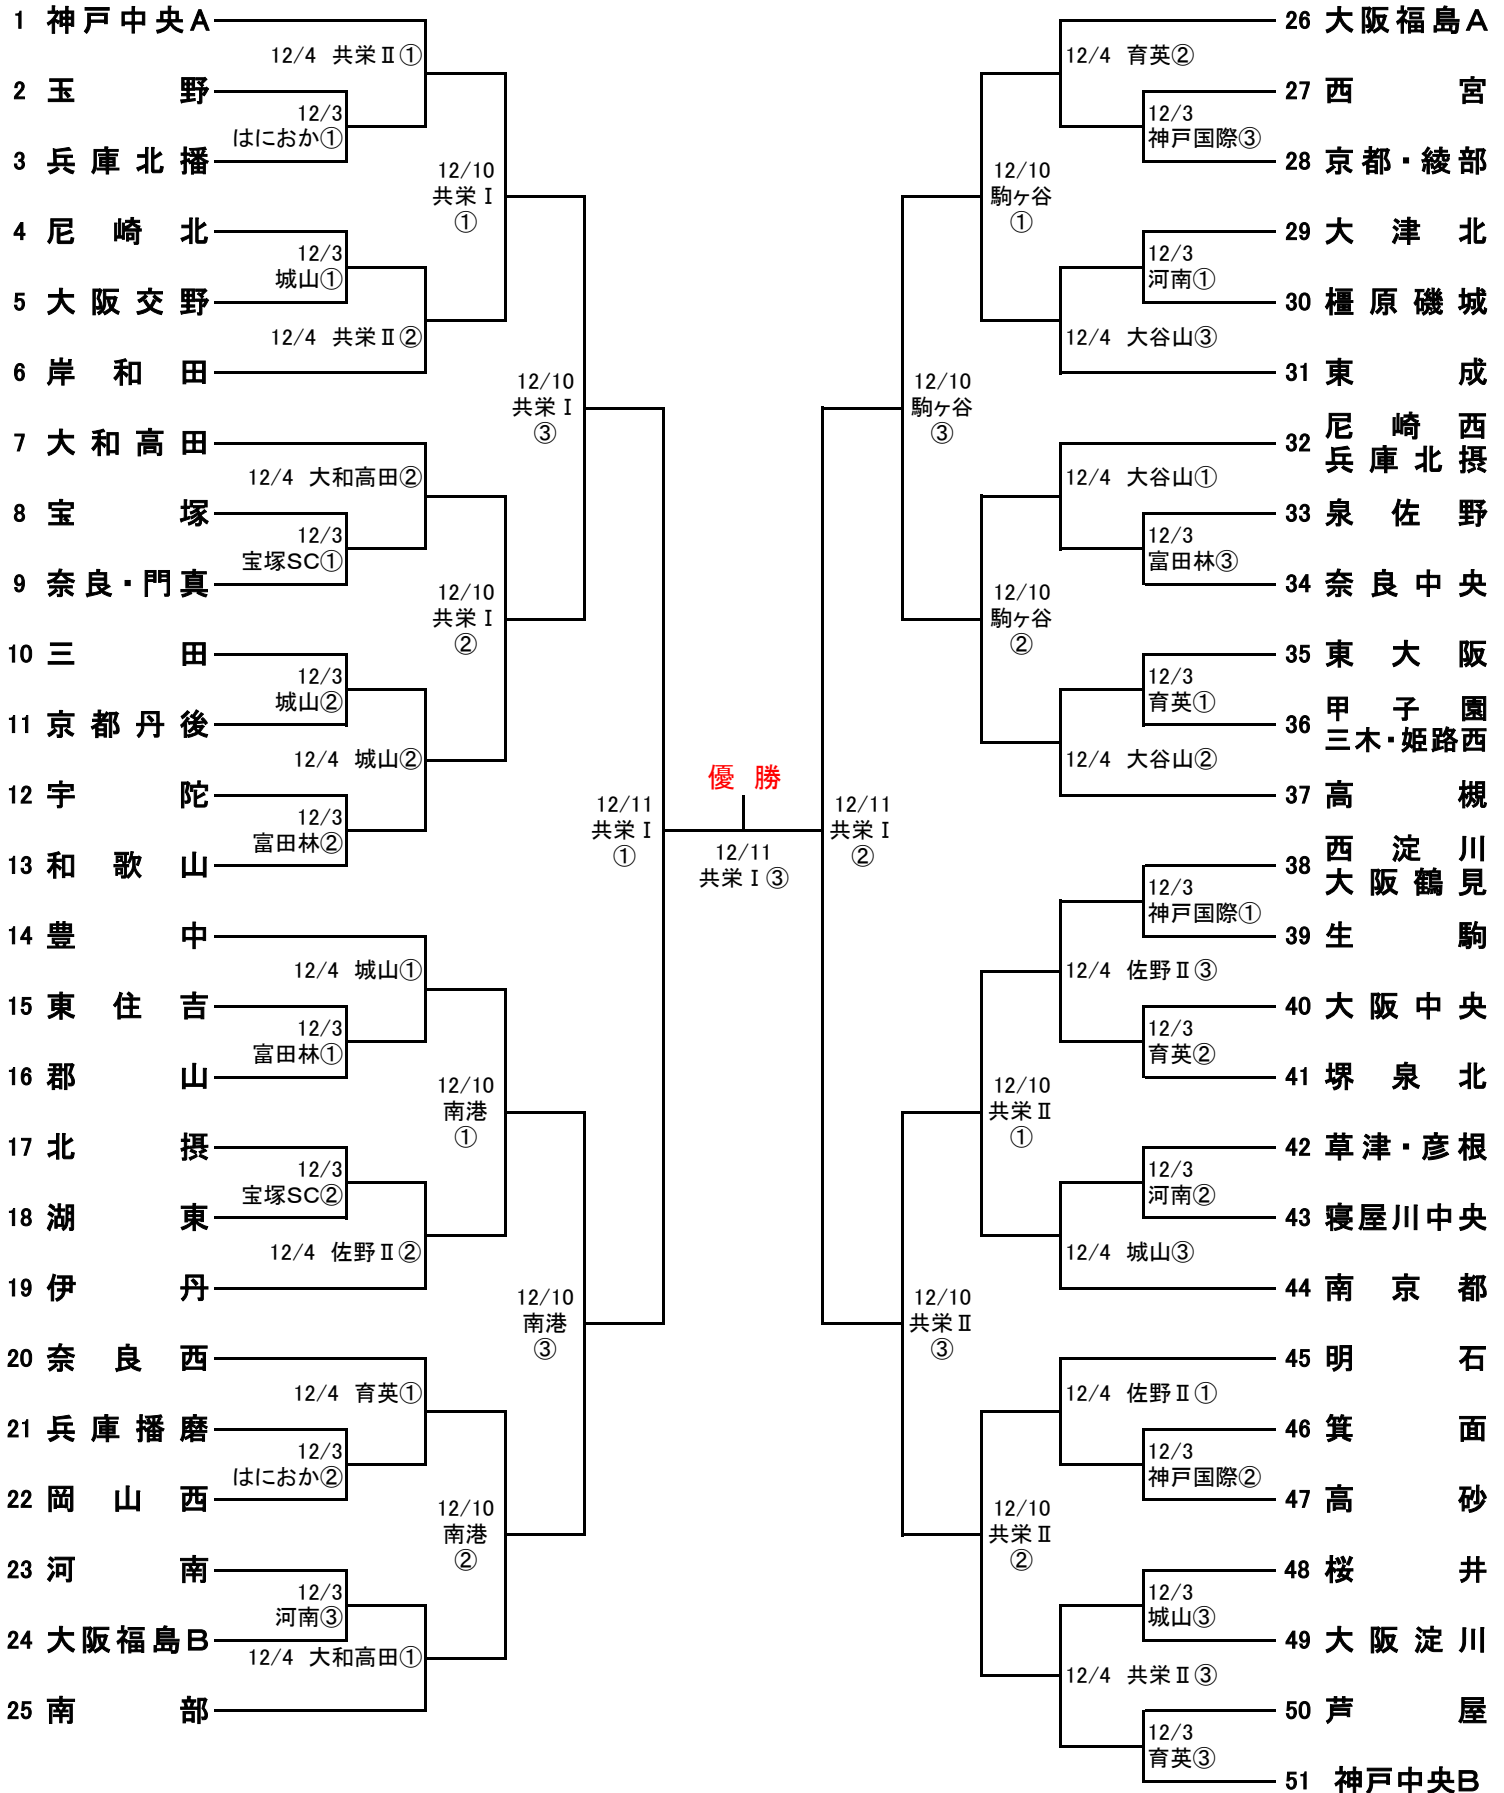 1 神戸中央A
12/4 共栄Ⅱ①
2 玉野
12/3
はにおか①
3 兵庫北播
12/10
共栄Ⅰ
①
4 尼崎北
12/3
城山①
5 大阪交野
12/4 共栄Ⅱ②
6 岸和田
12/10
共栄Ⅰ
③
7 大和高田
12/4 大和高田②
8 宝塚
12/3
宝塚SC①
9 奈良・門真
12/10
共栄Ⅰ
②
10 三田
12/3
城山②
11 京都丹後
12/4 城山②
12 宇陀
12/3
富田林②
13 和歌山
12/11
共栄Ⅰ
①
14 豊中
12/4 城山①
15 東住吉
12/3
富田林①
16 郡山
12/10
南港
①
17 北摂
12/3
宝塚SC②
18 湖東
12/4 佐野Ⅱ②
19 伊丹
12/10
南港
③
20 奈良西
12/4 育英①
21 兵庫播磨
12/3
はにおか②
22 岡山西
12/10
南港
②
23 河南
12/3
河南③
24 大阪福島B
12/4 大和高田①
25 南部
優勝
12/11
共栄Ⅰ③
26 大阪福島A
12/4 育英②
27 西宮
12/3
神戸国際③
28 京都・綾部
12/10
駒ヶ谷
①
29 大津北
12/3
河南①
30 橿原磯城
12/4 大谷山③
31 東成
12/10
駒ヶ谷
③
32 尼崎西
兵庫北摂
12/4 大谷山①
33 泉佐野
12/3
富田林③
34 奈良中央
12/10
駒ヶ谷
②
35 東大阪
12/3
育英①
36 甲子園
三木・姫路西
12/4 大谷山②
37 高槻
12/11
共栄Ⅰ
②
38 西淀川
大阪鶴見
12/3
神戸国際①
39 生駒
12/4 佐野Ⅱ③
40 大阪中央
12/3
育英②
41 堺泉北
12/10
共栄Ⅱ
①
42 草津・彦根
12/3
河南②
43 寝屋川中央
12/4 城山③
44 南京都
12/10
共栄Ⅱ
③
45 明石
12/4 佐野Ⅱ①
46 箕面
12/3
神戸国際②
47 高砂
12/10
共栄Ⅱ
②
48 桜井
12/3
城山③
49 大阪淀川
12/4 共栄Ⅱ③
50 芦屋
12/3
育英③
51 神戸中央B